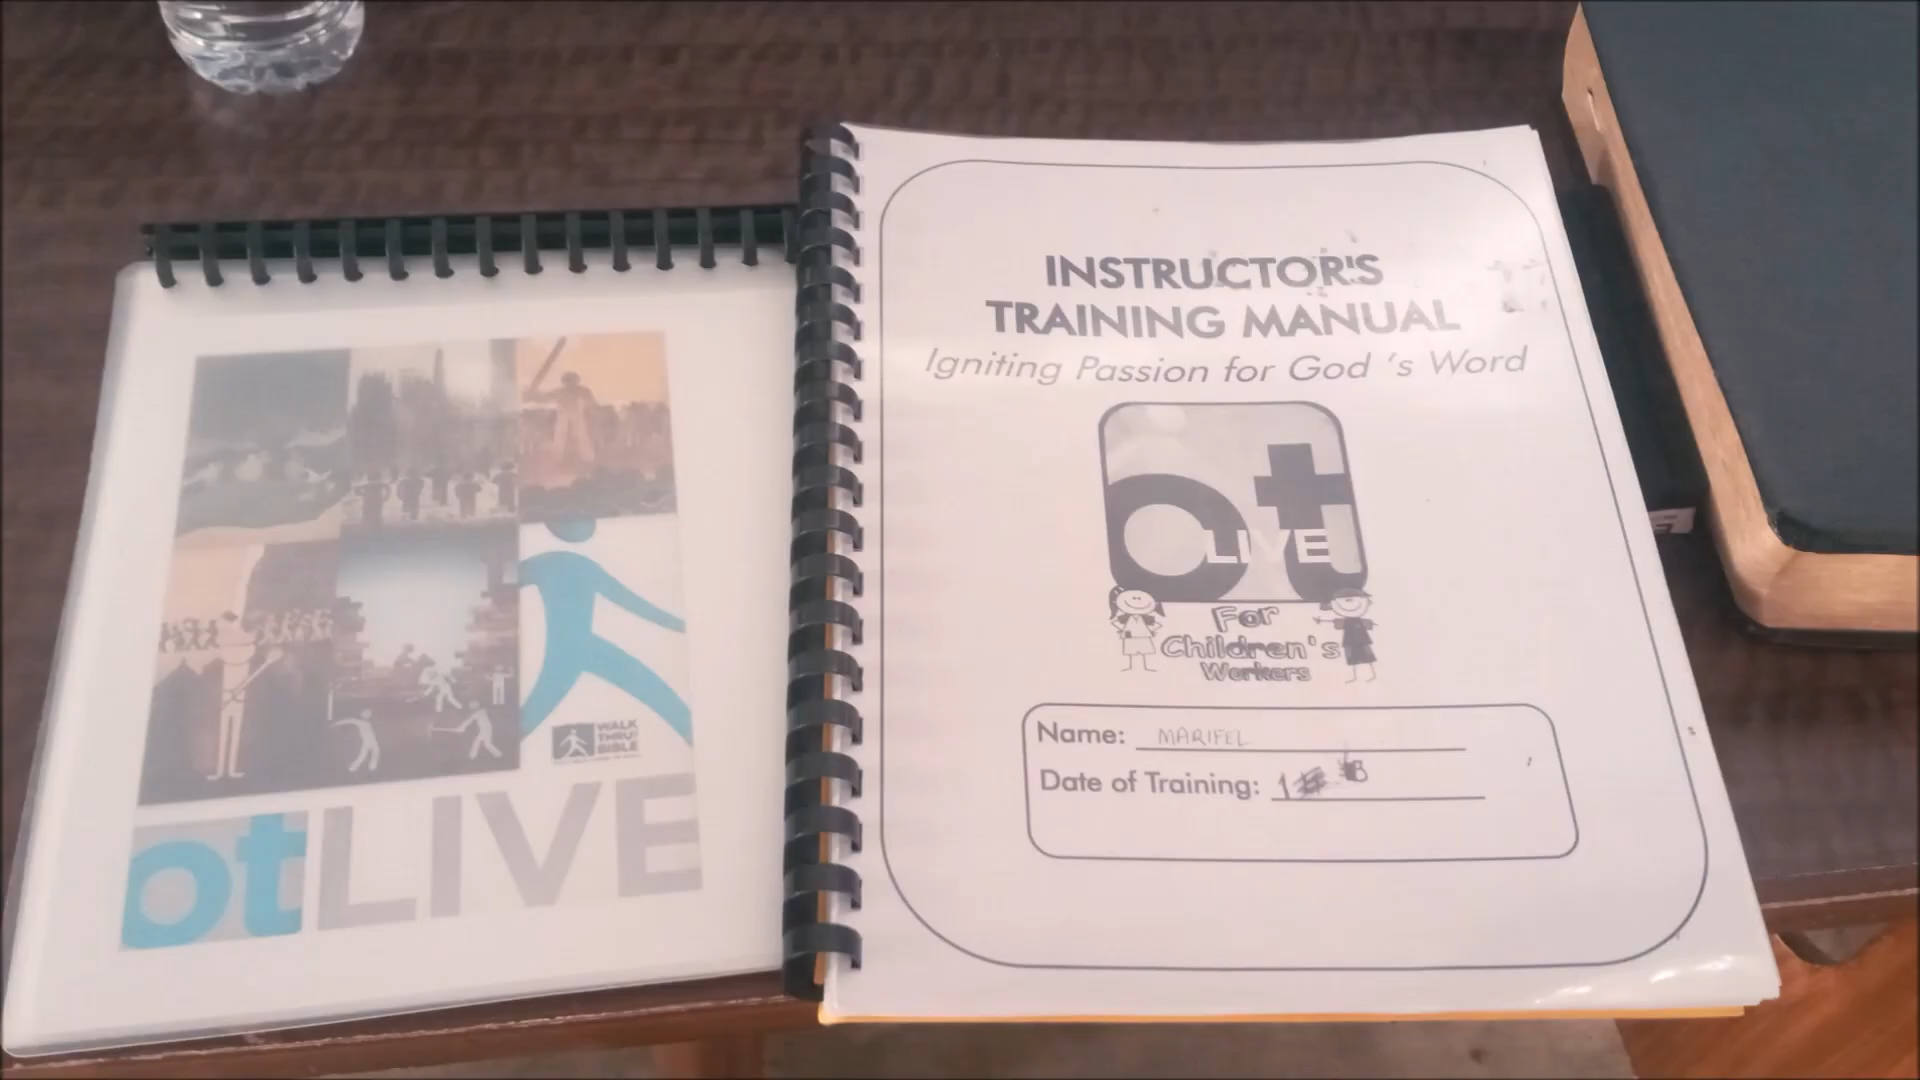 WALK
THRU
BIBLE
otLIVE
INSTRUCTOR'S
TRAINING MANUAL
Igniting Passion for God 's Word
ot
LIVE
For
Children's
Workers
Name: MARIFEL
Date of Training: